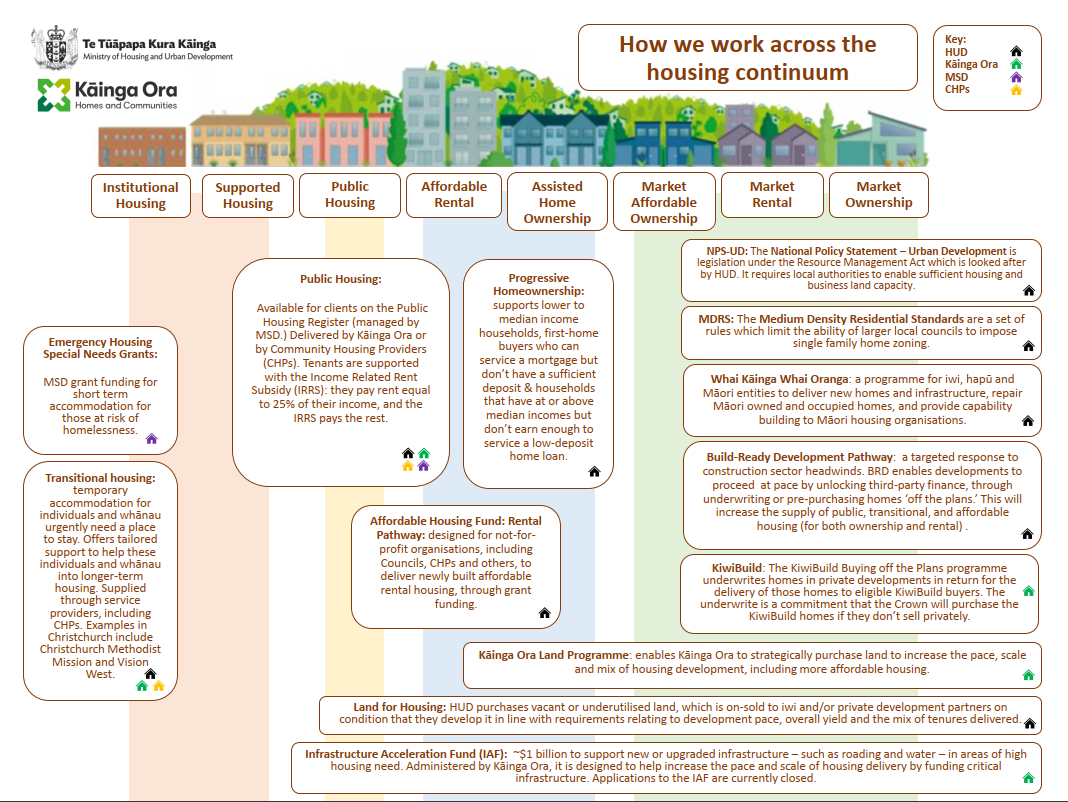 Te Tūāpapa Kura Kāinga
Ministry of Housing and Urban Development
Kāinga Ora
Homes and Communities
How we work across the
housing continuum
Key:
HUD
Kāinga Ora
MSD
CHPs
Institutional
Housing
Supported
Housing
Public
Housing
Affordable
Rental
Assisted
Home
Ownership
Market
Affordable
Ownership
Market
Rental
Market
Ownership
Emergency Housing
Special Needs Grants:
MSD grant funding for
short term
accommodation for
those at risk of
homelessness.
Transitional housing:
temporary
accommodation for
individuals and whānau
urgently need a place
to stay. Offers tailored
support to help these
individuals and whānau
into longer-term
housing. Supplied
through service
providers, including
CHPs. Examples in
Christchurch include
Christchurch Methodist
Mission and Vision
West.
Public Housing:
Available for clients on the Public
Housing Register (managed by
MSD.) Delivered by Kāinga Ora or
by Community Housing Providers
(CHPs). Tenants are supported
with the Income Related Rent
Subsidy (IRRS): they pay rent equal
to 25% of their income, and the
IRRS pays the rest.
Progressive
Homeownership:
supports lower to
median income
households, first-home
buyers who can
service a mortgage but
don't have a sufficient
deposit & households
that have at or above
median incomes but
don't earn enough to
service a low-deposit
home loan.
Affordable Housing Fund: Rental
Pathway: designed for not-for-
profit organisations, including
Councils, CHPs and others, to
deliver newly built affordable
rental housing, through grant
funding.
NPS-UD: The National Policy Statement – Urban Development is
legislation under the Resource Management Act which is looked after
by HUD. It requires local authorities to enable sufficient housing and
business land capacity.
MDRS: The Medium Density Residential Standards are a set of
rules which limit the ability of larger local councils to impose
single family home zoning.
Whai Kāinga Whai Oranga: a programme for iwi, hapū and
Māori entities to deliver new homes and infrastructure, repair
Māori owned and occupied homes, and provide capability
building to Māori housing organisations.
Build-Ready Development Pathway: a targeted response to
construction sector headwinds. BRD enables developments to
proceed at pace by unlocking third-party finance, through
underwriting or pre-purchasing homes 'off the plans.' This will
increase the supply of public, transitional, and affordable
housing (for both ownership and rental) .
KiwiBuild: The KiwiBuild Buying off the Plans programme
underwrites homes in private developments in return for the
delivery of those homes to eligible KiwiBuild buyers. The
underwrite is a commitment that the Crown will purchase the
KiwiBuild homes if they don't sell privately.
Kāinga Ora Land Programme: enables Kāinga Ora to strategically purchase land to increase the pace, scale
and mix of housing development, including more affordable housing.
Land for Housing: HUD purchases vacant or underutilised land, which is on-sold to iwi and/or private development partners on
condition that they develop it in line with requirements relating to development pace, overall yield and the mix of tenures delivered.
Infrastructure Acceleration Fund (IAF): ~$1 billion to support new or upgraded infrastructure – such as roading and water – in areas of high
housing need. Administered by Kāinga Ora, it is designed to help increase the pace and scale of housing delivery by funding critical
infrastructure. Applications to the IAF are currently closed.